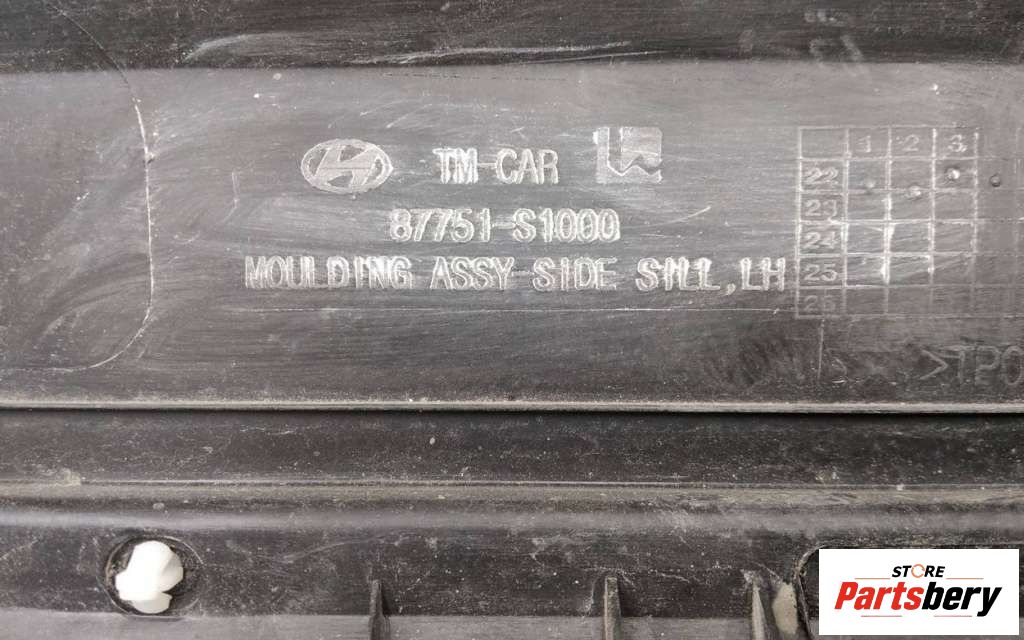 TM-CAR
87751-S1000
MOULDING ASSY-SIDE SILL,LH
1 2 3
22
23
24
25
26
>TPO
STORE
Partsbery